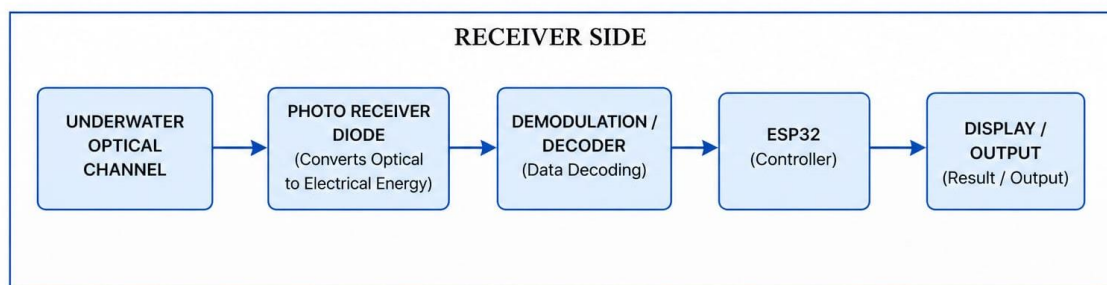 RECEIVER SIDE
UNDERWATER
OPTICAL
CHANNEL
PHOTO RECEIVER
DIODE
(Converts Optical
to Electrical Energy)
DEMODULATION /
DECODER
(Data Decoding)
ESP32
(Controller)
DISPLAY /
OUTPUT
(Result / Output)